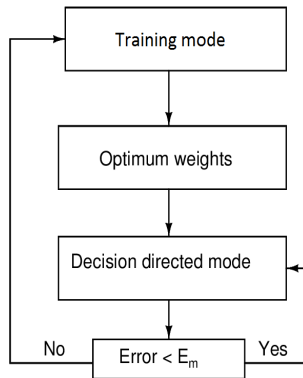 Training mode
Optimum weights
Decision directed mode
No
Error < Em
Yes